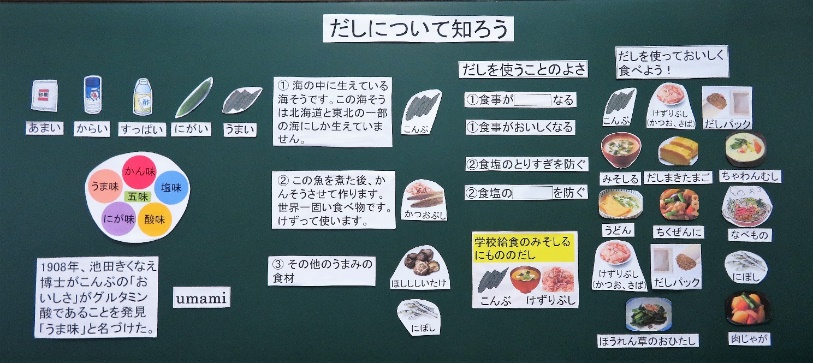 だしについて知ろう
あまい
からい
すっぱい
にがい
うまい
かん味
うま味
塩味
五味
にが味
酸味
1908年、池田きくなえ
博士がこんぶの「お
いしさ」がグルタミン
酸であることを発見
「うま味」と名づけた。
umami
① 海の中に生えている
海そうです。この海そう
は北海道と東北の一部
の海にしか生えていま
せん。
こんぶ
② この魚を煮た後、か
んそうさせて作ります。
世界一固い食べ物です。
けずって使います。
かつおぶし
③ その他のうまみの
食材
ほししいたけ
にぼし
だしを使うことのよさ
①食事が なる
①食事がおいしくなる
②食塩のとりすぎを防ぐ
②食塩の を防ぐ
学校給食のみそしる
にもののだし
こんぶ
けずりぶし
だしを使っておいしく
食べよう!
こんぶ
けずりぶし
(かつお、さば)
だしパック
みそしる
だしまきたまご
ちゃわんむし
うどん
ちくぜんに
なべもの
けずりぶし
(かつお、さば)
だしパック
にぼし
ほうれん草のおひたし
肉じゃが